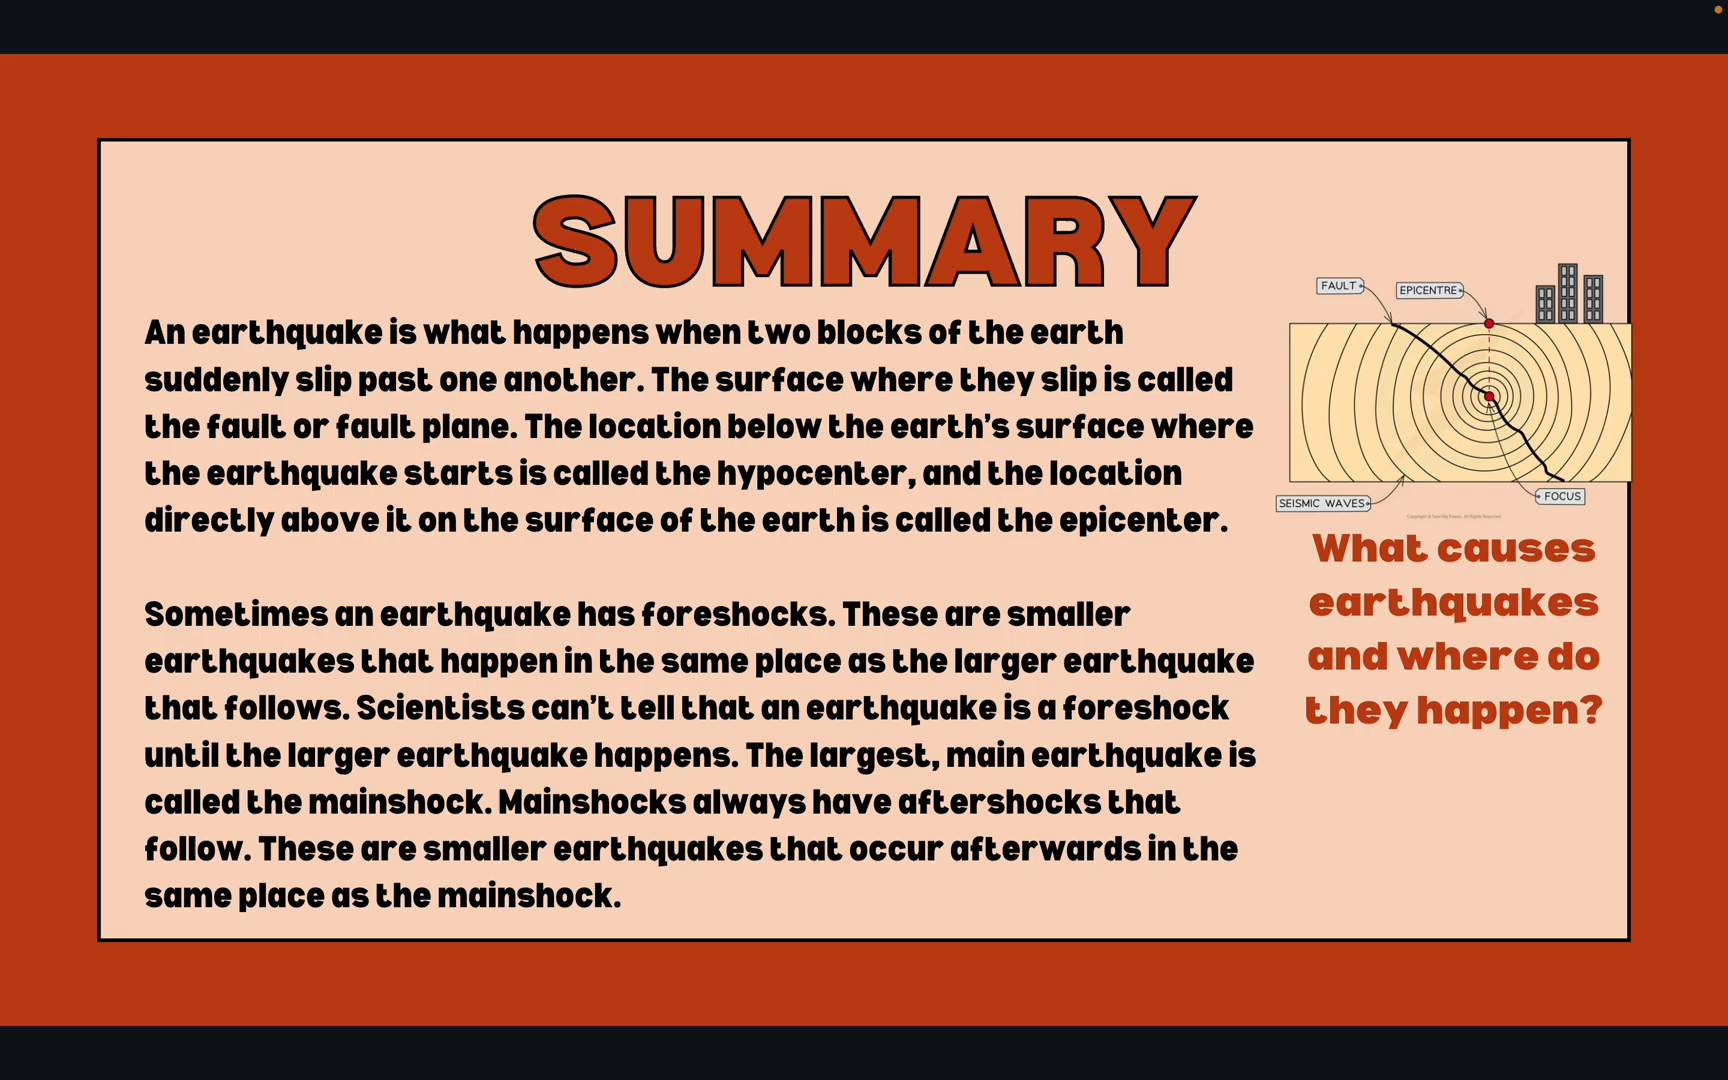 SUMMARY
An earthquake is what happens when two blocks of the earth
suddenly slip past one another. The surface where they slip is called
the fault or fault plane. The location below the earth's surface where
the earthquake starts is called the hypocenter, and the location
directly above it on the surface of the earth is called the epicenter.
Sometimes an earthquake has foreshocks. These are smaller
earthquakes that happen in the same place as the larger earthquake
that follows. Scientists can't tell that an earthquake is a foreshock
until the larger earthquake happens. The largest, main earthquake is
called the mainshock. Mainshocks always have aftershocks that
follow. These are smaller earthquakes that occur afterwards in the
same place as the mainshock.
FAULT
EPICENTRE
SEISMIC WAVES
FOCUS
Copyright © Save My Exams. All Rights Reserved
What causes
earthquakes
and where do
they happen?